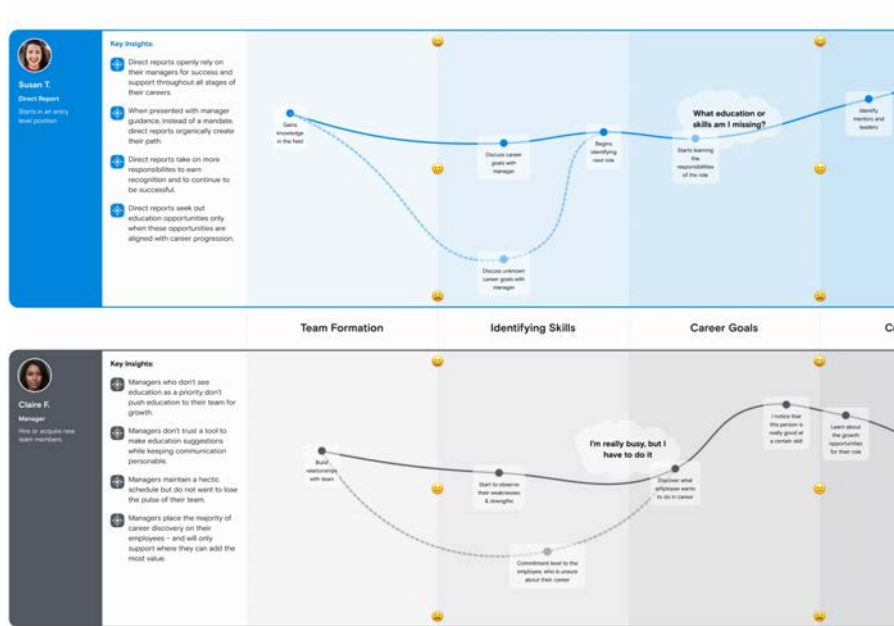 Susan T.
Direct Report
Starts in an entry
level position
Key Insights:
Direct reports openly rely on
their managers for success and
support throughout all stages of
their careers.
When presented with manager
guidance, instead of a mandate,
direct reports organically create
their path.
Direct reports take on more
responsibilites to earn
recognition and to continue to
be successful.
Direct reports seek out
education opportunities only
when these opportunities are
aligned with career progression.
Gains
knowledge
in the field
Discuss career
goals with
manager
Discuss unknown
career goals with
manager
Begins
identifying
next role
What education or
skills am I missing?
Starts learning
the
responsibilities
of the role
Identify
mentors and
leaders
Team Formation
Identifying Skills
Career Goals
Claire F.
Manager
Hire or acquire new
team members
Key Insights:
Managers who don't see
education as a priority don't
push education to their team for
growth.
Managers don't trust a tool to
make education suggestions
while keeping communication
personable.
Managers maintain a hectic
schedule but do not want to lose
the pulse of their team.
Managers place the majority of
career discovery on their
employees – and will only
support where they can add the
most value.
Build
relationships
with team
Start to observe
their weaknesses
& strengths
Commitment level to the
employee, who is unsure
about their career
I'm really busy, but I
have to do it
Discover what
employee wants
to do in career
I notice that
this person is
really good at
a certain skill
Learn about
the growth
opportunities
for their role